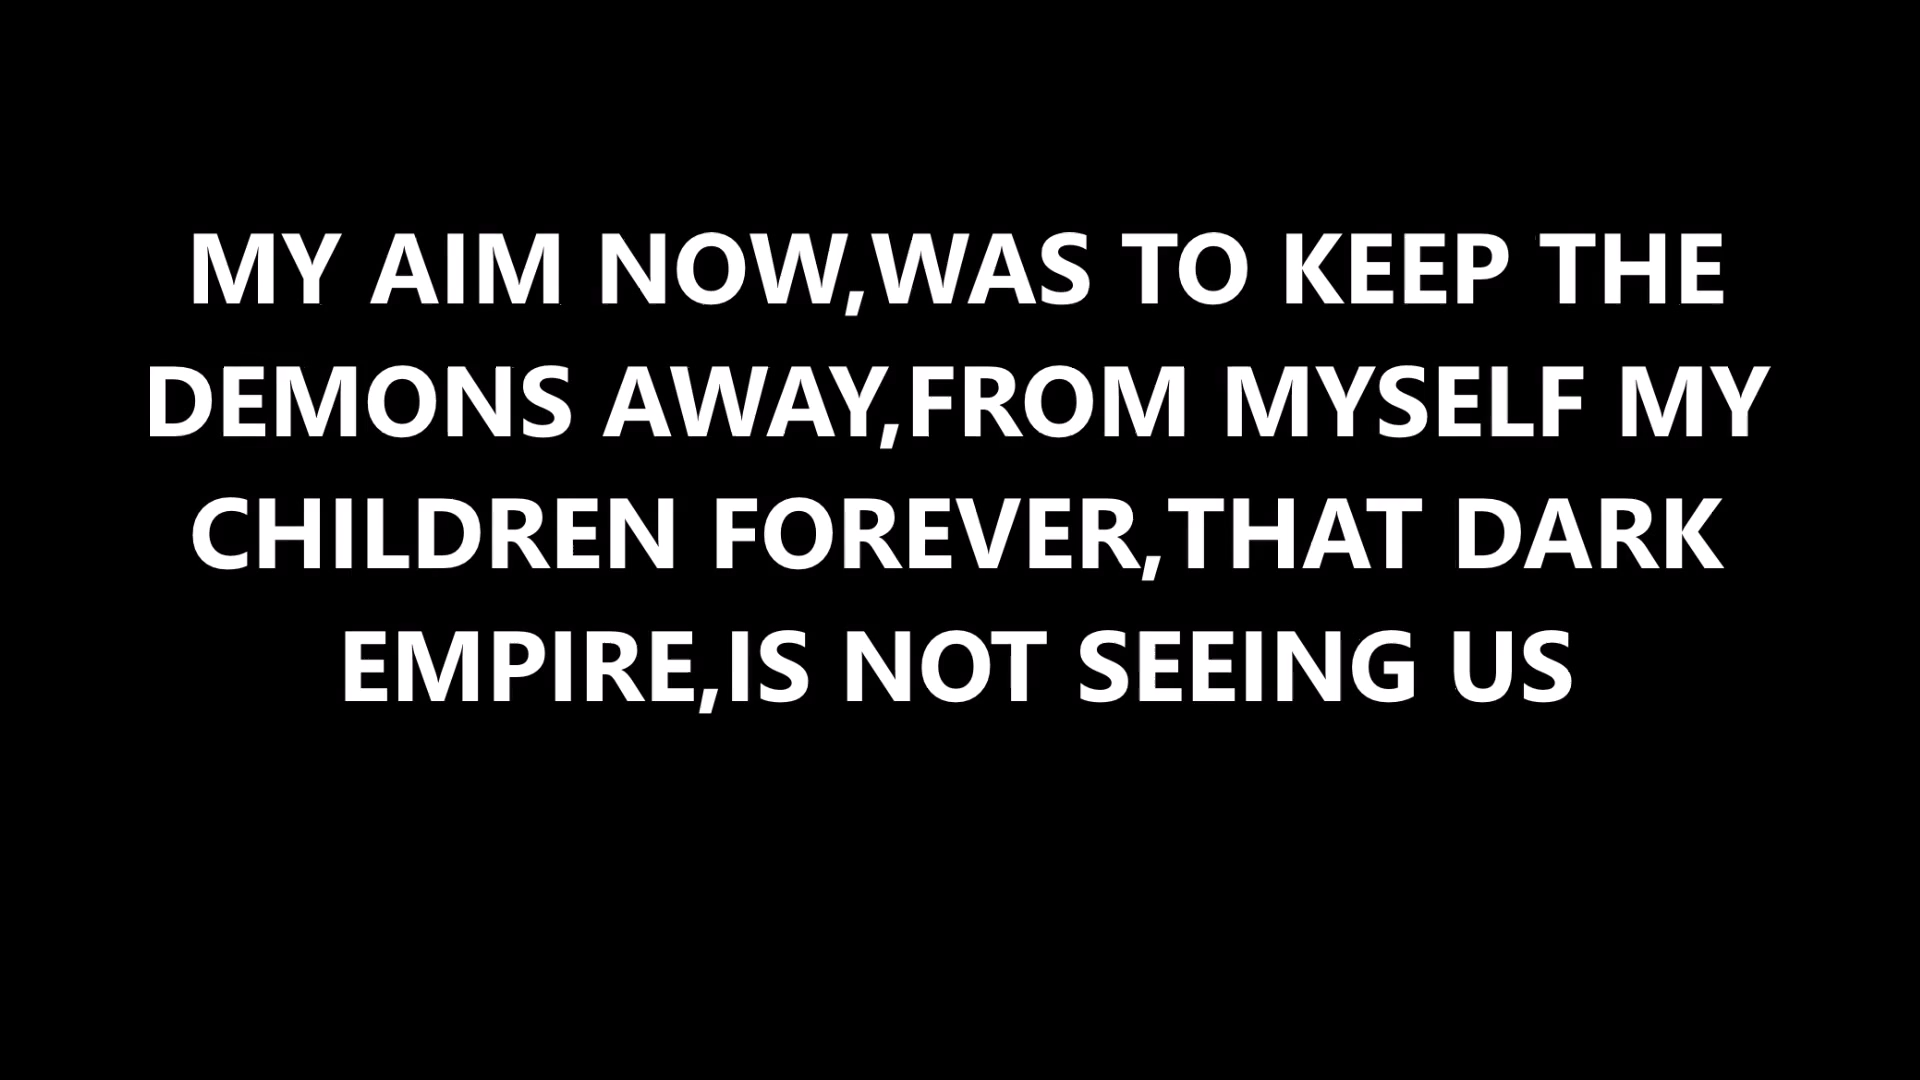 MY AIM NOW,WAS TO KEEP THE
DEMONS AWAY,FROM MYSELF MY
CHILDREN FOREVER,THAT DARK
EMPIRE,IS NOT SEEING US